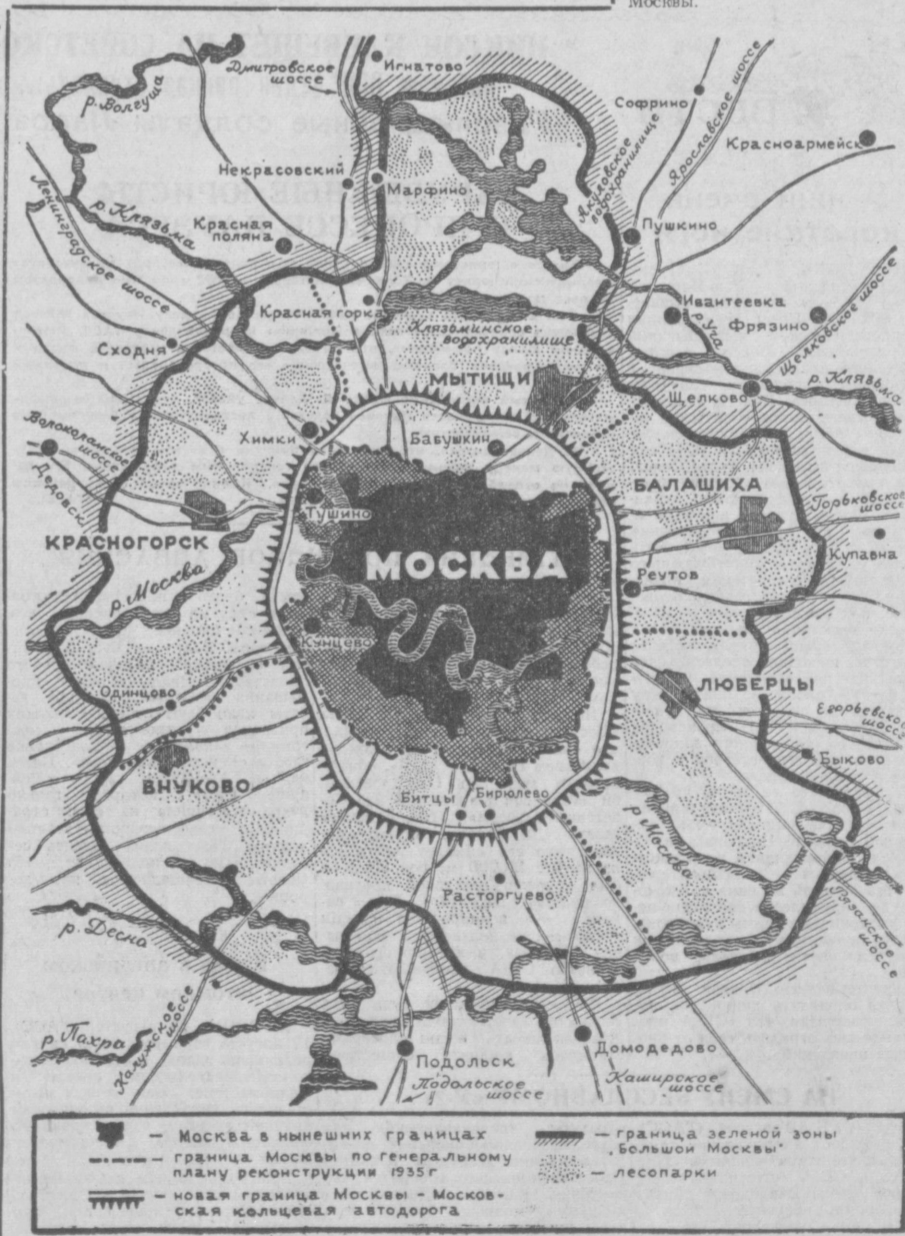 Москвы.
Дмитровское
шоссе
Игнатово
р. Волгуша
Софрино
Ярославское шоссе
Красноармейск
Некрасовский
Марфино
Акуловское
водохранилище
Ленинградское шоссе
р. Клязьма
Красная
поляна
Пушкино
Красная горка
Клязьминское
водохранилище
Ивантеевка
р. Уча
Фрязино
Щелковское шоссе
Сходня
МЫТИЩИ
Щелково
р. Клязьма
Волоколамское
шоссе
Дедовск
Химки
Бабушкин
БАЛАШИХА
Горьковское
шоссе
Тушино
КРАСНОГОРСК
МОСКВА
Купавна
р. Москва
Реутов
Кунцево
Одинцово
ЛЮБЕРЦЫ
Егорьевское
шоссе
Быково
ВНУКОВО
Битцы
Бирюлево
р. Москва
Расторгуево
Рязанское
шоссе
р. Десна
Калужское
шоссе
р. Пахра
Подольск
Домодедово
Подольское
шоссе
Каширское
шоссе
— Москва в нынешних границах
— граница Москвы по генеральному
плану реконструкции 1935 г
— новая граница Москвы - Москов-
ская кольцевая автодорога
— граница зеленой зоны
„Большой Москвы“
— лесопарки